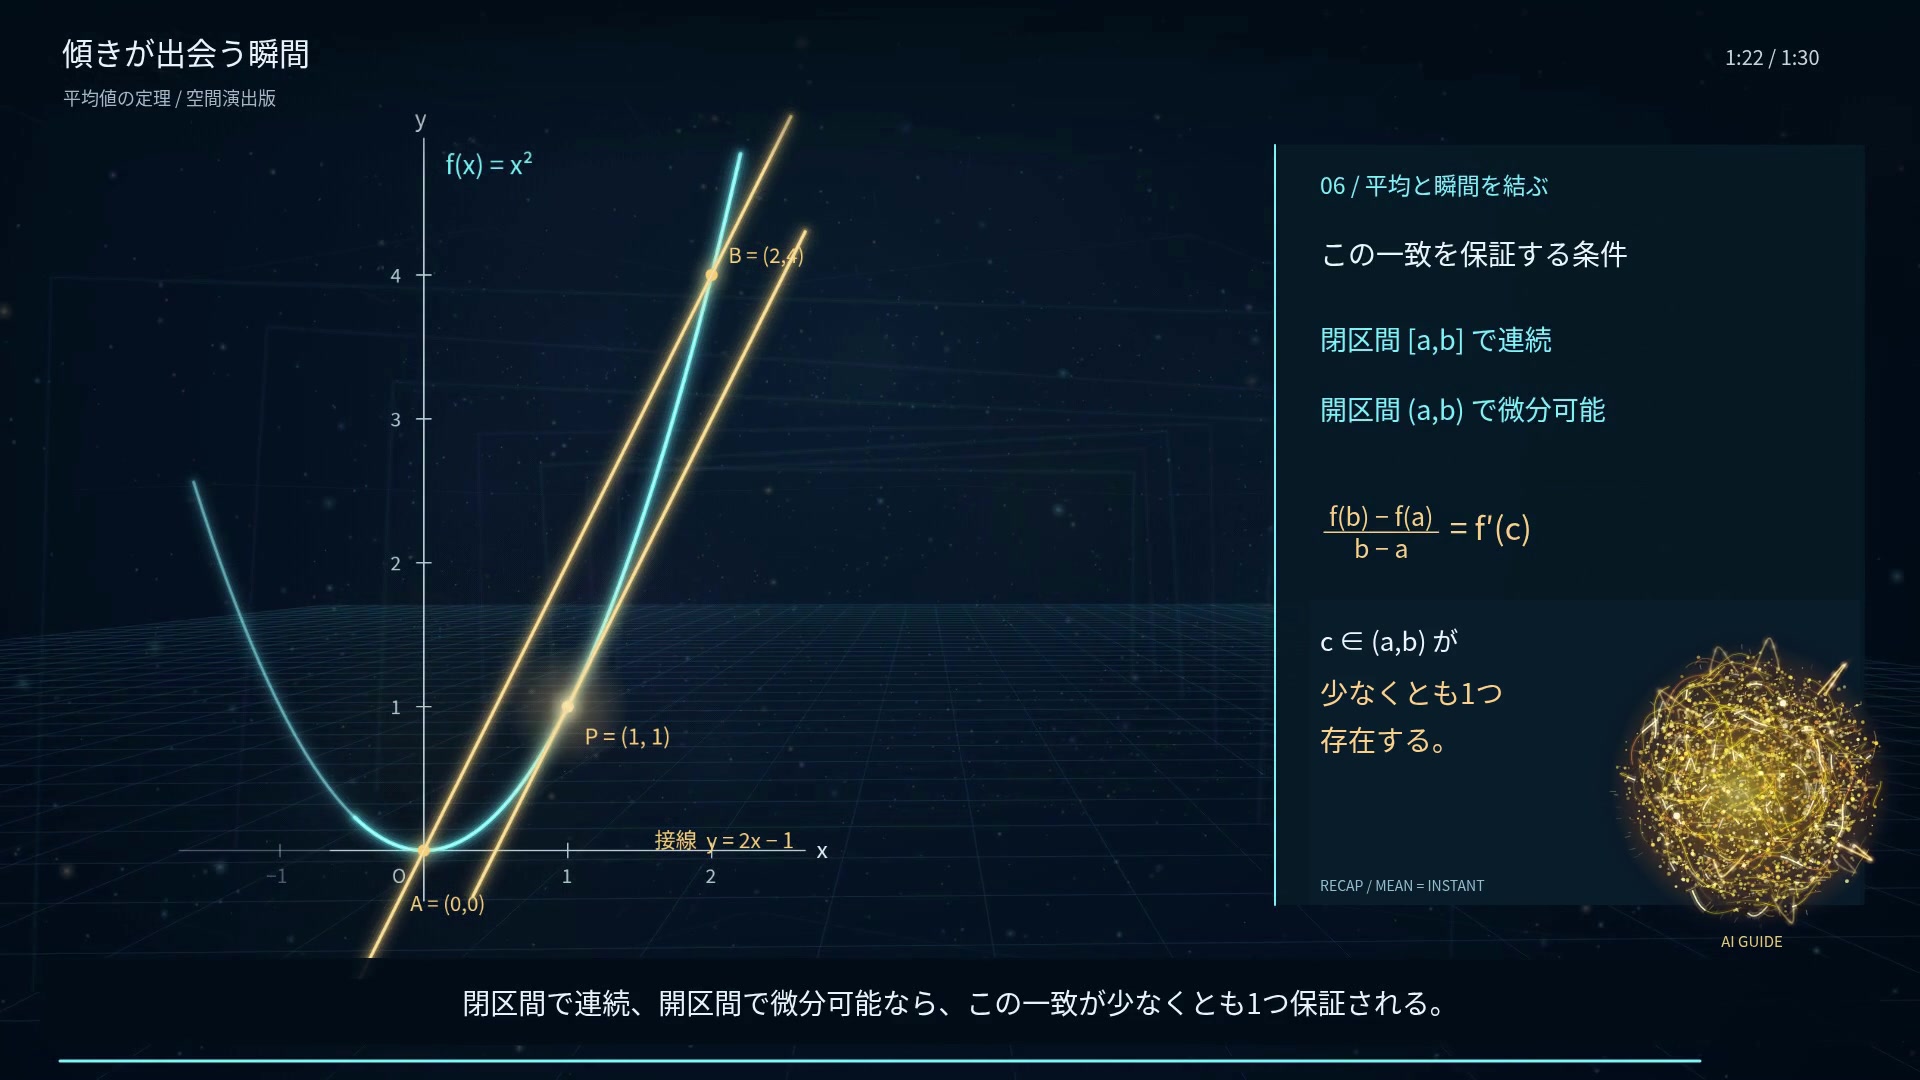 傾きが出会う瞬間
平均値の定理 / 空間演出版
1:22 / 1:30
y
f(x) = x²
B = (2,4)
4
3
2
1
P = (1, 1)
接線 y = 2x − 1
x
−1
O
1
2
A = (0,0)
06 / 平均と瞬間を結ぶ
この一致を保証する条件
閉区間 [a,b] で連続
開区間 (a,b) で微分可能
f(b) − f(a)
b − a
= f′(c)
c ∈ (a,b) が
少なくとも1つ
存在する。
RECAP / MEAN = INSTANT
AI GUIDE
閉区間で連続、開区間で微分可能なら、この一致が少なくとも1つ保証される。